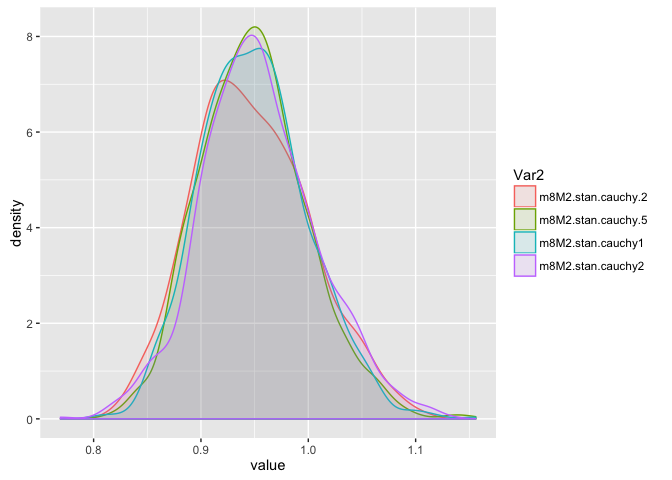 density
8
6
4
2
0
0.8
0.9
1.0
1.1
value
Var2
m8M2.stan.cauchy.2
m8M2.stan.cauchy.5
m8M2.stan.cauchy1
m8M2.stan.cauchy2